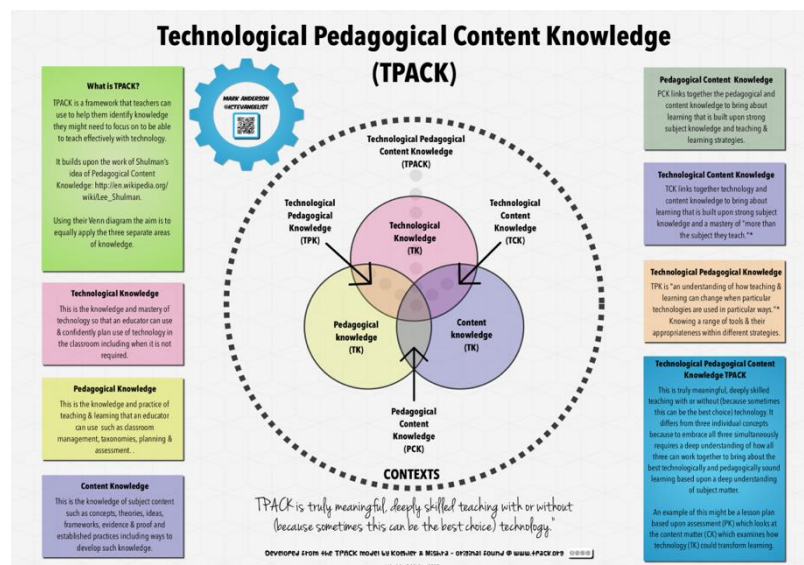 Technological Pedagogical Content Knowledge
(TPACK)
What is TPACK?
TPACK is a framework that teachers can
use to help them identify knowledge
they might need to focus on to be able
to teach effectively with technology.
It builds upon the work of Shulman's
idea of Pedagogical Content
Knowledge: http://en.wikipedia.org/
wiki/Lee_Shulman.
Using their Venn diagram the aim is to
equally apply the three separate areas
of knowledge.
Technological Knowledge
This is the knowledge and mastery of
technology so that an educator can use
& confidently plan use of technology in
the classroom including when it is not
required.
Pedagogical Knowledge
This is the knowledge and practice of
teaching & learning that an educator
can use such as classroom
management, taxonomies, planning &
assessment. .
Content Knowledge
This is the knowledge of subject content
such as concepts, theories, ideas,
frameworks, evidence & proof and
established practices including ways to
develop such knowledge.
MARK ANDERSON
@ICTEVANGELIST
Technological Pedagogical
Content Knowledge
(TPACK)
Technological
Pedagogical
Knowledge
(TPK)
Technological
Knowledge
(TK)
Technological
Content
Knowledge
(TCK)
Pedagogical
knowledge
(TK)
Content
knowledge
(TK)
Pedagogical
Content
Knowledge
(PCK)
CONTEXTS
TPACK is truly meaningful, deeply skilled teaching with or without
(because sometimes this can be the best choice) technology."
Developed from the TPACK model by Koehler & Mishra - original found @ www.tpack.org
Pedagogical Content Knowledge
PCK links together the pedagogical and
content knowledge to bring about
learning that is built upon strong
subject knowledge and teaching &
learning strategies.
Technological Content Knowledge
TCK links together technology and
content knowledge to bring about
learning that is built upon strong subject
knowledge and a mastery of "more than
the subject they teach."*
Technological Pedagogical Knowledge
TPK is "an understanding of how teaching &
learning can change when particular
technologies are used in particular ways."*
Knowing a range of tools & their
appropriateness within different strategies.
Technological Pedagogical Content
Knowledge TPACK
This is truly meaningful, deeply skilled
teaching with or without (because sometimes
this can be the best choice) technology. It
differs from three individual concepts
because to embrace all three simultaneously
requires a deep understanding of how all
three can work together to bring about the
best technologically and pedagogically sound
learning based upon a deep understanding
of subject matter.
An example of this might be a lesson plan
based upon assessment (PK) which looks at
the content matter (CK) which examines how
technology (TK) could transform learning.